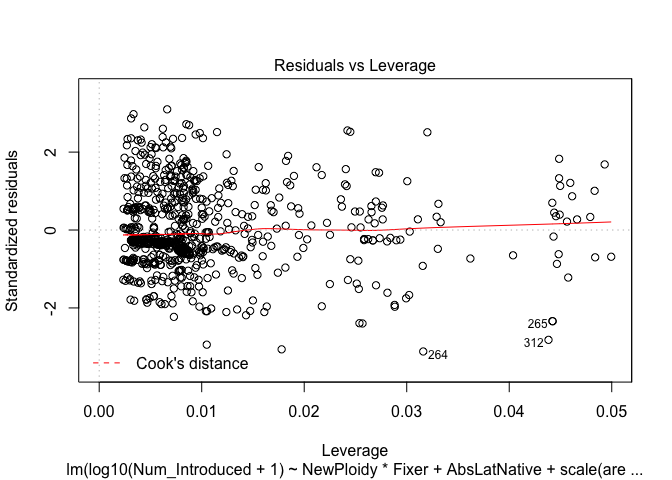 Residuals vs Leverage
Standardized residuals
2
0
-2
265
312
264
Cook's distance
0.00 0.01 0.02 0.03 0.04 0.05
Leverage
lm(log10(Num_Introduced + 1) ~ NewPloidy * Fixer + AbsLatNative + scale(are ...